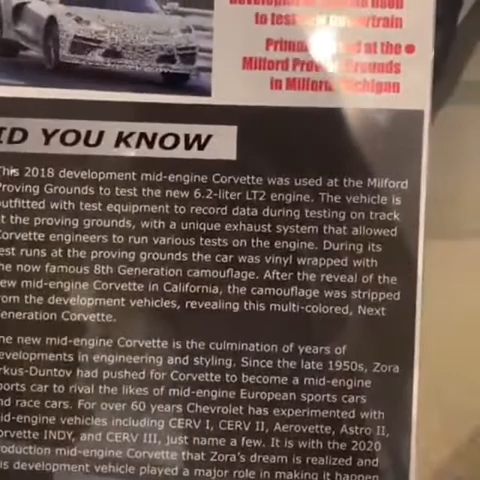 to test
Prim at the
Milford Pro Grounds
in Milford, Michigan
DID YOU KNOW
This 2018 development mid-engine Corvette was used at the Milford
Proving Grounds to test the new 6.2-liter LT2 engine. The vehicle is
outfitted with test equipment to record data during testing on track
at the proving grounds, with a unique exhaust system that allowed
Corvette engineers to run various tests on the engine. During its
test runs at the proving grounds the car was vinyl wrapped with
the now famous 8th Generation camouflage. After the reveal of the
new mid-engine Corvette in California, the camouflage was stripped
from the development vehicles, revealing this multi-colored, Next
Generation Corvette.
The new mid-engine Corvette is the culmination of years of
developments in engineering and styling. Since the late 1950s, Zora
Arkus-Duntov had pushed for Corvette to become a mid-engine
sports car to rival the likes of mid-engine European sports cars
and race cars. For over 60 years Chevrolet has experimented with
mid-engine vehicles including CERV I, CERV II, Aerovette, Astro II,
Corvette INDY, and CERV III, just name a few. It is with the 2020
production mid-engine Corvette that Zora's dream is realized and
this development vehicle played a major role in making it happen